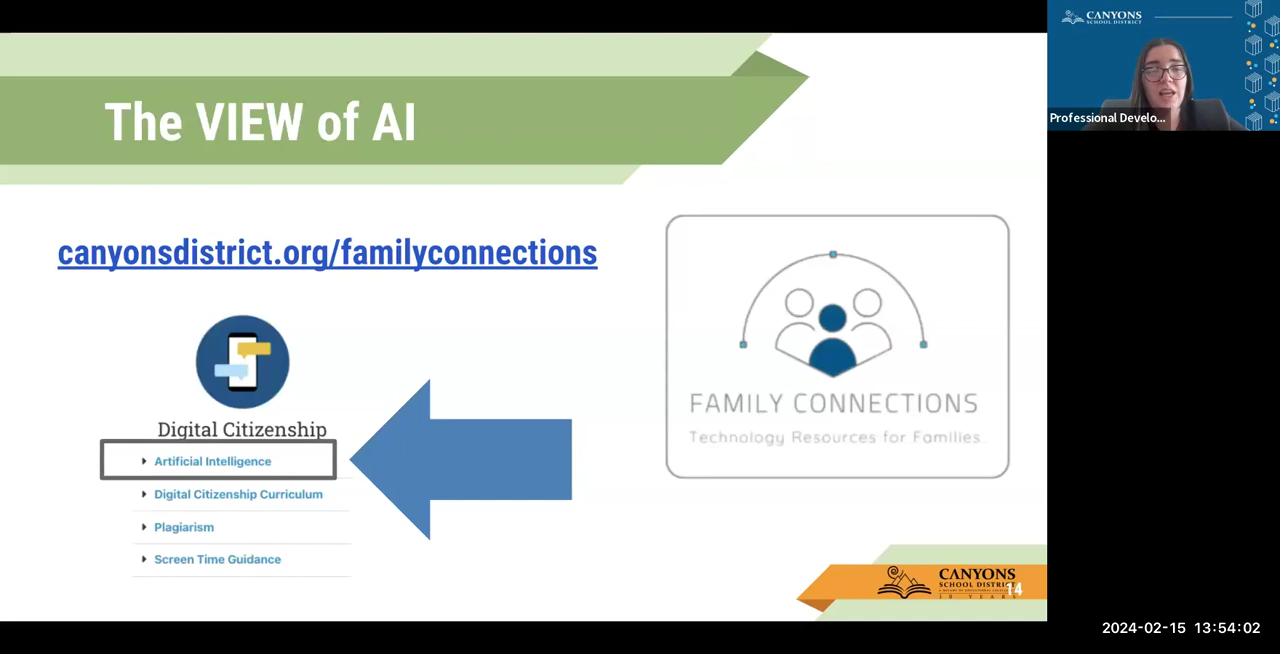 The VIEW of AI
canyonsdistrict.org/familyconnections
Digital Citizenship
Artificial Intelligence
Digital Citizenship Curriculum
Plagiarism
Screen Time Guidance
FAMILY CONNECTIONS
Technology Resources for Families
CANYONS
SCHOOL DISTRICT
14
CANYONS
SCHOOL DISTRICT
Professional Develo...
2024-02-15 13:54:02